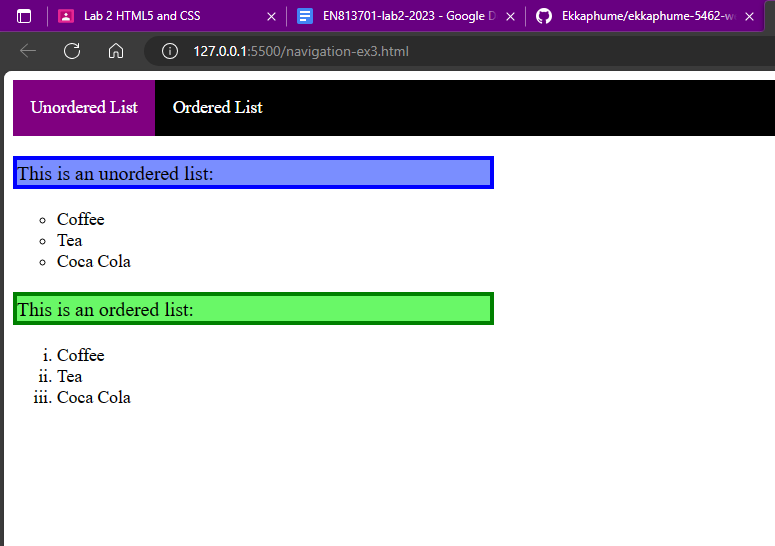 Lab 2 HTML5 and CSS
EN813701-lab2-2023 - Google D
Ekkaphume/ekkaphume-5462-w
127.0.0.1:5500/navigation-ex3.html
Unordered List
Ordered List
This is an unordered list:
Coffee
Tea
Coca Cola
This is an ordered list:
i. Coffee
ii. Tea
iii. Coca Cola